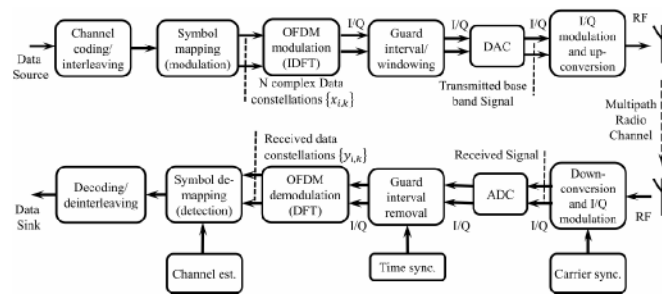 Data
Source
Channel
coding/
interleaving
Symbol
mapping
(modulation)
OFDM
modulation
(IDFT)
I/Q
Guard
interval/
windowing
I/Q
DAC
I/Q
I/Q
modulation
and up-
conversion
RF
N complex Data
constellations {x_{i,k}}
Transmitted base
band Signal
Multipath
Radio
Channel
Received data
constellations {y_{i,k}}
Received Signal
Data
Sink
Decoding/
deinterleaving
Symbol de-
mapping
(detection)
OFDM
demodulation
(DFT)
I/Q
Guard
interval
removal
I/Q
ADC
I/Q
Down-
conversion
and I/Q
modulation
RF
Channel est.
Time sync.
Carrier sync.